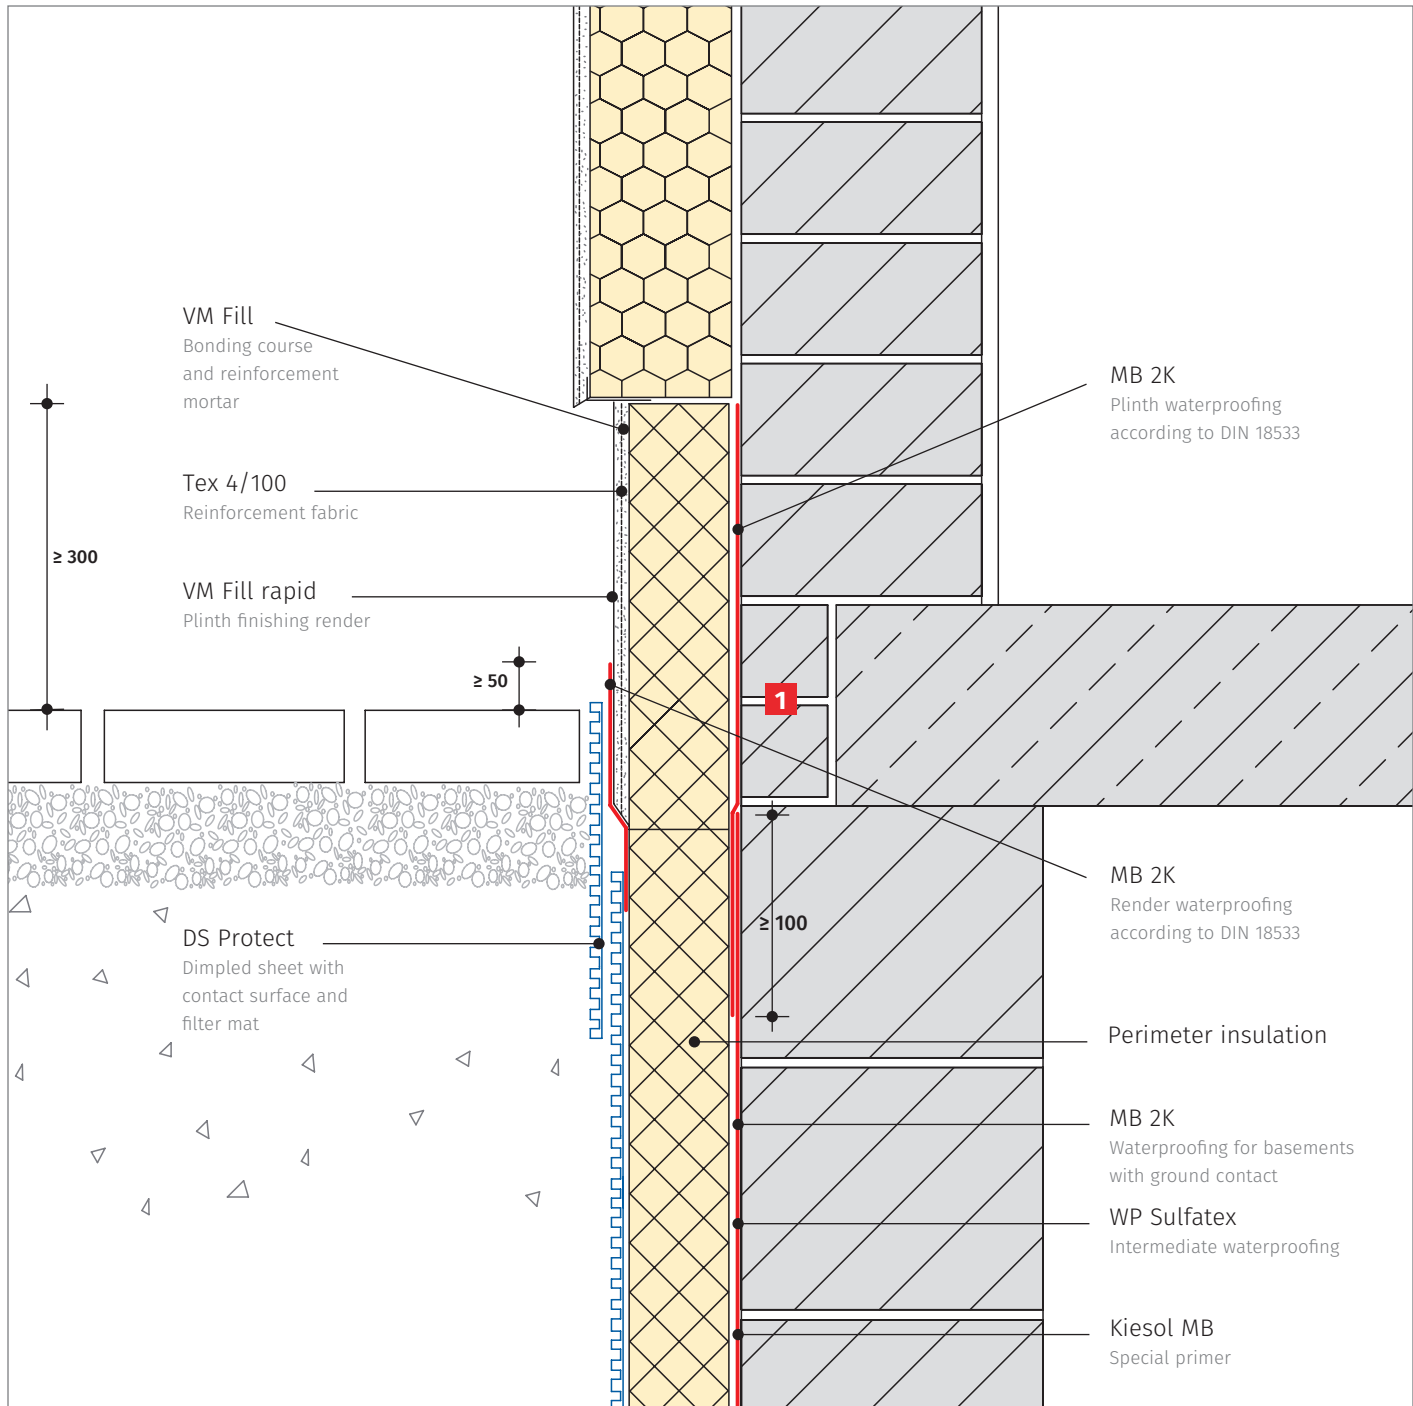 VM Fill
Bonding course
and reinforcement
mortar
Tex 4/100
Reinforcement fabric
≥ 300
VM Fill rapid
Plinth finishing render
≥ 50
DS Protect
Dimpled sheet with
contact surface and
filter mat
1
≥ 100
MB 2K
Plinth waterproofing
according to DIN 18533
MB 2K
Render waterproofing
according to DIN 18533
Perimeter insulation
MB 2K
Waterproofing for basements
with ground contact
WP Sulfatex
Intermediate waterproofing
Kiesol MB
Special primer